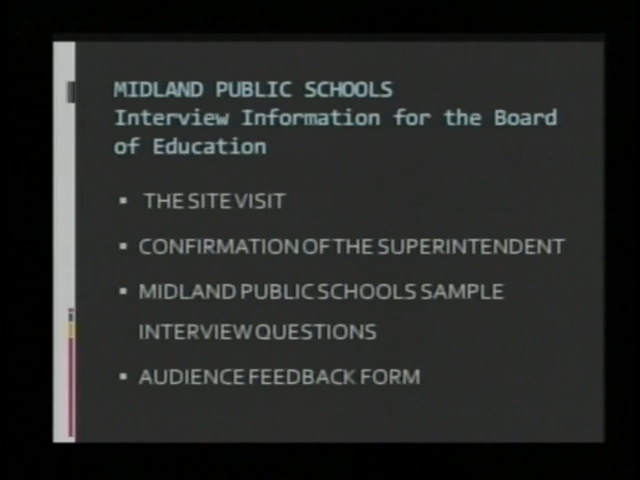 MIDLAND PUBLIC SCHOOLS
Interview Information for the Board
of Education
▪ THE SITE VISIT
▪ CONFIRMATION OF THE SUPERINTENDENT
▪ MIDLAND PUBLIC SCHOOLS SAMPLE
INTERVIEW QUESTIONS
▪ AUDIENCE FEEDBACK FORM